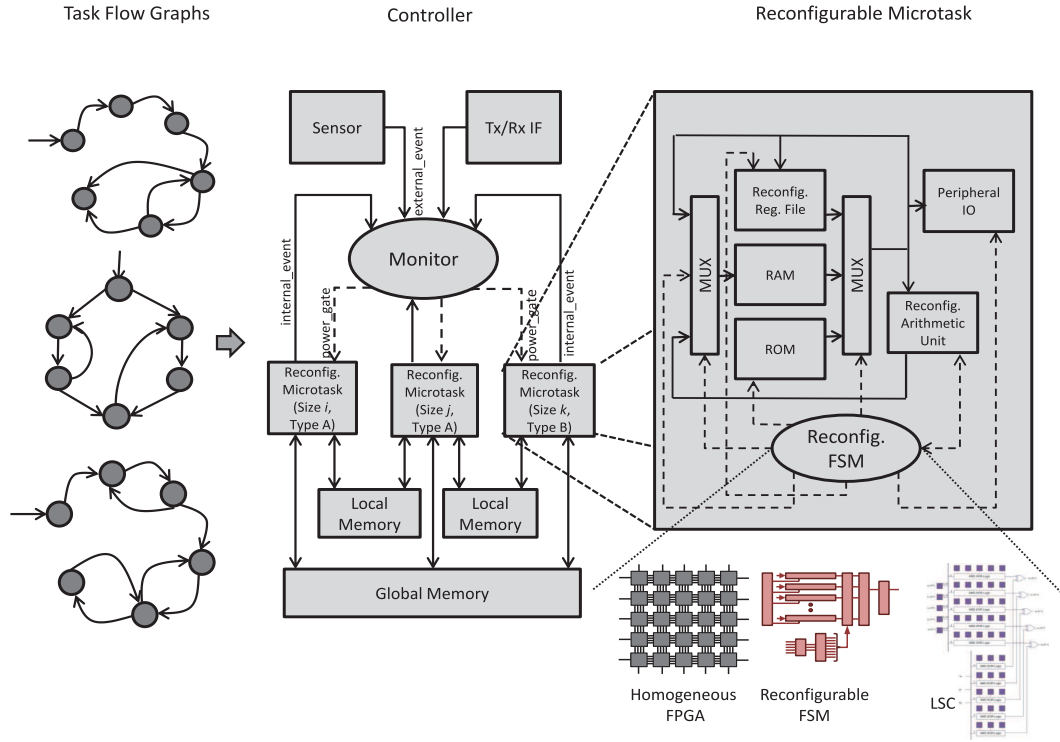 Task Flow Graphs
Controller
Reconfigurable Microtask
Sensor
Tx/Rx IF
external_event
Monitor
internal_event
power_gate
power_gate
internal_event
Reconfig.
Microtask
(Size i,
Type A)
Reconfig.
Microtask
(Size j,
Type A)
Reconfig.
Microtask
(Size k,
Type B)
Local
Memory
Local
Memory
Global Memory
MUX
Reconfig.
Reg. File
RAM
ROM
MUX
Peripheral
IO
Reconfig.
Arithmetic
Unit
Reconfig.
FSM
Homogeneous
FPGA
Reconfigurable
FSM
LSC